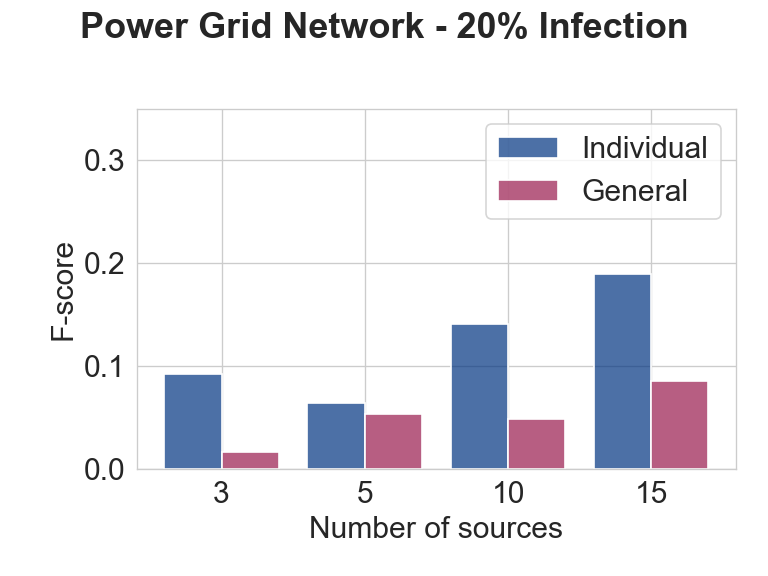 Power Grid Network - 20% Infection
Individual
General
F-score
0.3
0.2
0.1
0.0
3 5 10 15
Number of sources